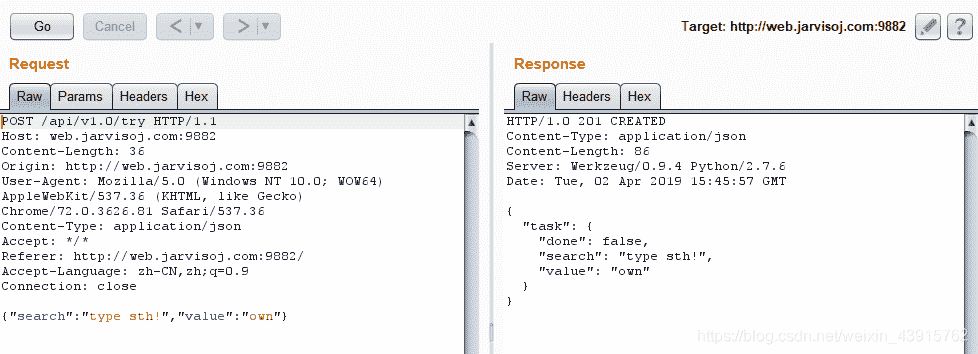 Go
Cancel
< | ▼
> | ▼
Target: http://web.jarvisoj.com:9882
?
Request
Raw Params Headers Hex
POST /api/v1.0/try HTTP/1.1
Host: web.jarvisoj.com:9882
Content-Length: 36
Origin: http://web.jarvisoj.com:9882
User-Agent: Mozilla/5.0 (Windows NT 10.0; WOW64)
AppleWebKit/537.36 (KHTML, like Gecko)
Chrome/72.0.3626.81 Safari/537.36
Content-Type: application/json
Accept: */*
Referer: http://web.jarvisoj.com:9882/
Accept-Language: zh-CN,zh;q=0.9
Connection: close
{"search":"type sth!","value":"own"}
Response
Raw Headers Hex
HTTP/1.0 201 CREATED
Content-Type: application/json
Content-Length: 86
Server: Werkzeug/0.9.4 Python/2.7.6
Date: Tue, 02 Apr 2019 15:45:57 GMT
{
"task": {
"done": false,
"search": "type sth!",
"value": "own"
}
}
https://blog.csdn.net/weixin_43915762